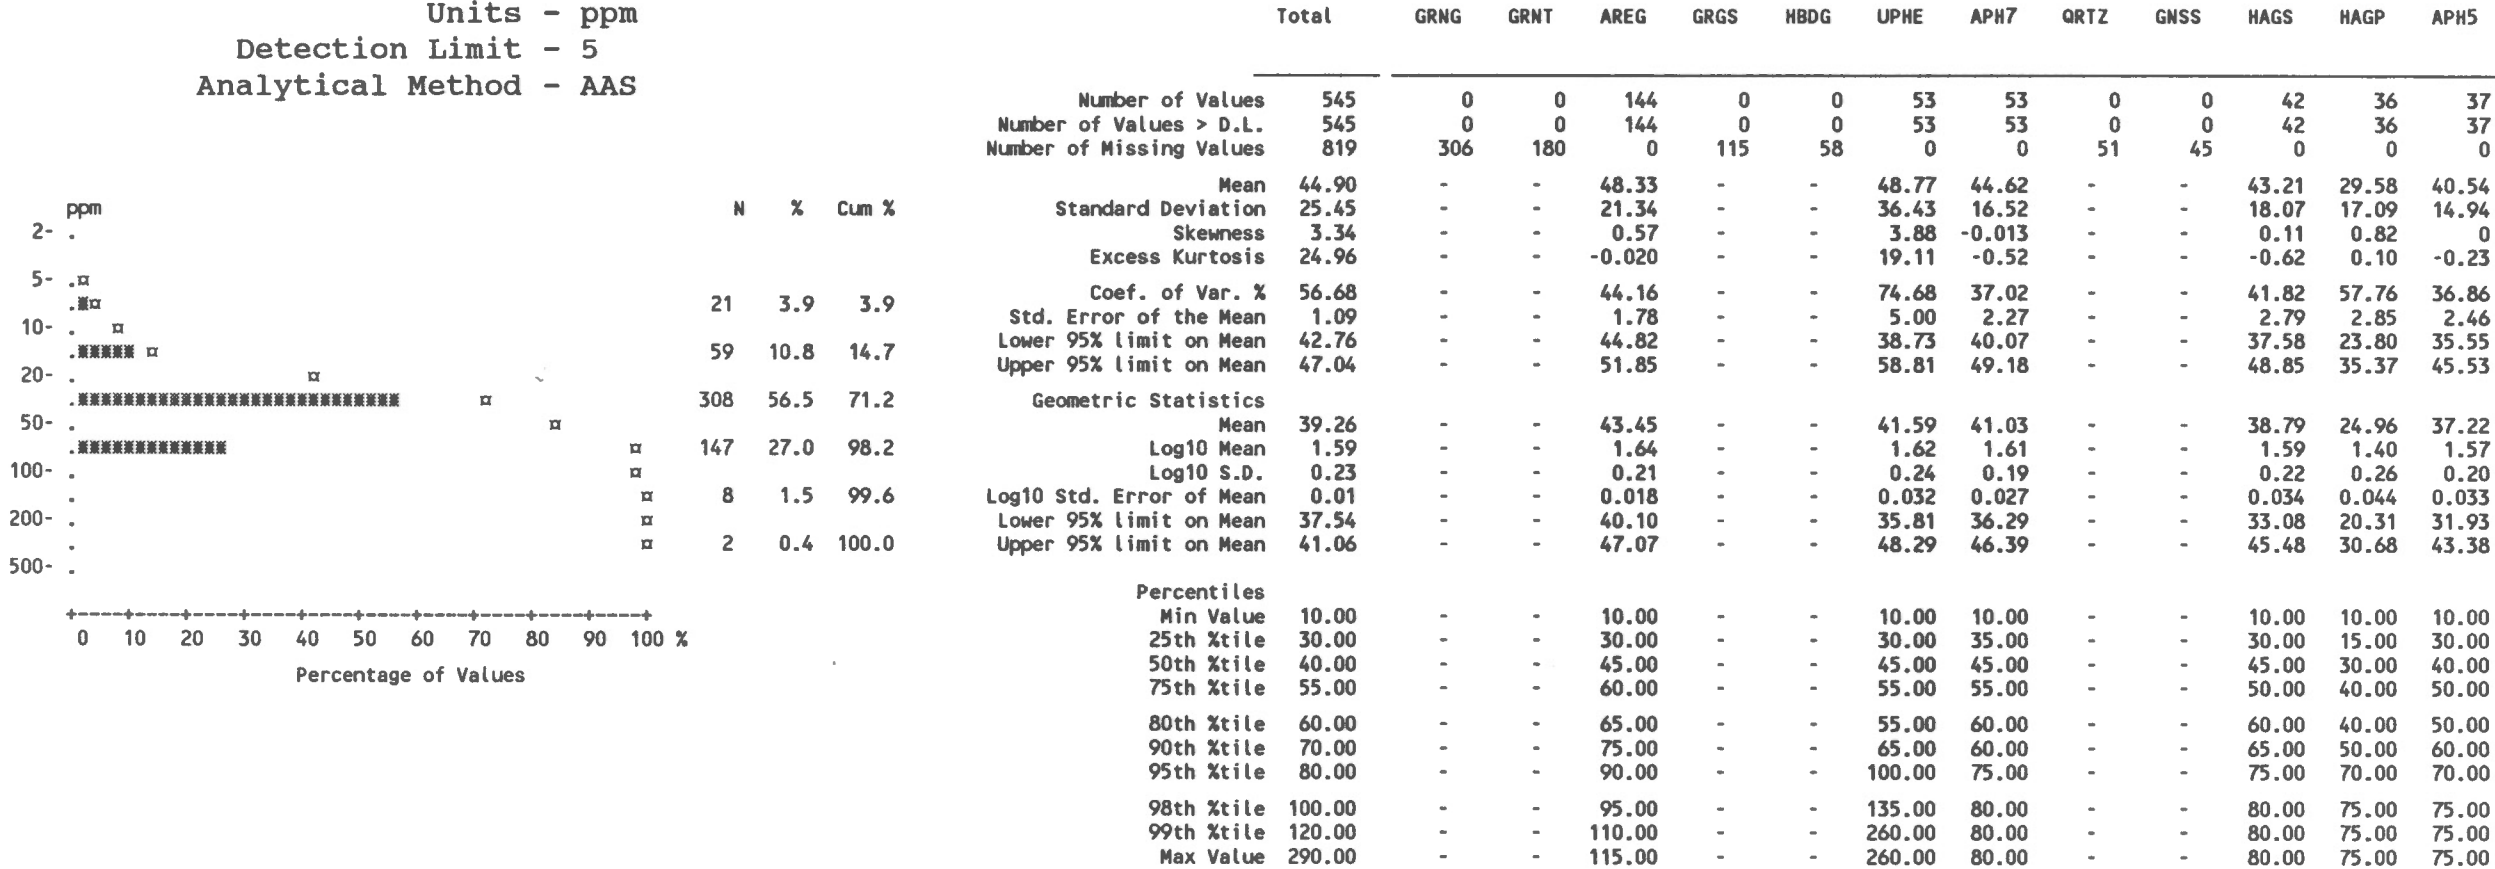 Units - ppm
Detection Limit - 5
Analytical Method - AAS
Total GRNG GRNT AREG GRGS HBDG UPHE APH7 QRTZ GNSS HAGS HAGP APH5
Number of Values 545 0 0 144 0 0 53 53 0 0 42 36 37
Number of Values > D.L. 545 0 0 144 0 0 53 53 0 0 42 36 37
Number of Missing Values 819 306 180 0 115 58 0 0 51 45 0 0 0
Mean 44.90 - - 48.33 - - 48.77 44.62 - - 43.21 29.58 40.54
ppm N % Cum % Standard Deviation 25.45 - - 21.34 - - 36.43 16.52 - - 18.07 17.09 14.94
2- Skewness 3.34 - - 0.57 - - 3.88 -0.013 - - 0.11 0.82 0
Excess Kurtosis 24.96 - - -0.020 - - 19.11 -0.52 - - -0.62 0.10 -0.23
5-
21 3.9 3.9 Coef. of Var. % 56.68 - - 44.16 - - 74.68 37.02 - - 41.82 57.76 36.86
10- Std. Error of the Mean 1.09 - - 1.78 - - 5.00 2.27 - - 2.79 2.85 2.46
59 10.8 14.7 Lower 95% limit on Mean 42.76 - - 44.82 - - 38.73 40.07 - - 37.58 23.80 35.55
20- Upper 95% limit on Mean 47.04 - - 51.85 - - 58.81 49.18 - - 48.85 35.37 45.53
308 56.5 71.2 Geometric Statistics
50- Mean 39.26 - - 43.45 - - 41.59 41.03 - - 38.79 24.96 37.22
147 27.0 98.2 Log10 Mean 1.59 - - 1.64 - - 1.62 1.61 - - 1.59 1.40 1.57
100- Log10 S.D. 0.23 - - 0.21 - - 0.24 0.19 - - 0.22 0.26 0.20
8 1.5 99.6 Log10 Std. Error of Mean 0.01 - - 0.018 - - 0.032 0.027 - - 0.034 0.044 0.033
200- Lower 95% limit on Mean 37.54 - - 40.10 - - 35.81 36.29 - - 33.08 20.31 31.93
2 0.4 100.0 Upper 95% limit on Mean 41.06 - - 47.07 - - 48.29 46.39 - - 45.48 30.68 43.38
500-
Percentiles
Min Value 10.00 - - 10.00 - - 10.00 10.00 - - 10.00 10.00 10.00
0 10 20 30 40 50 60 70 80 90 100 % 25th %tile 30.00 - - 30.00 - - 30.00 35.00 - - 30.00 15.00 30.00
Percentage of Values 50th %tile 40.00 - - 45.00 - - 45.00 45.00 - - 45.00 30.00 40.00
75th %tile 55.00 - - 60.00 - - 55.00 55.00 - - 50.00 40.00 50.00
80th %tile 60.00 - - 65.00 - - 55.00 60.00 - - 60.00 40.00 50.00
90th %tile 70.00 - - 75.00 - - 65.00 60.00 - - 65.00 50.00 60.00
95th %tile 80.00 - - 90.00 - - 100.00 75.00 - - 75.00 70.00 70.00
98th %tile 100.00 - - 95.00 - - 135.00 80.00 - - 80.00 75.00 75.00
99th %tile 120.00 - - 110.00 - - 260.00 80.00 - - 80.00 75.00 75.00
Max Value 290.00 - - 115.00 - - 260.00 80.00 - - 80.00 75.00 75.00